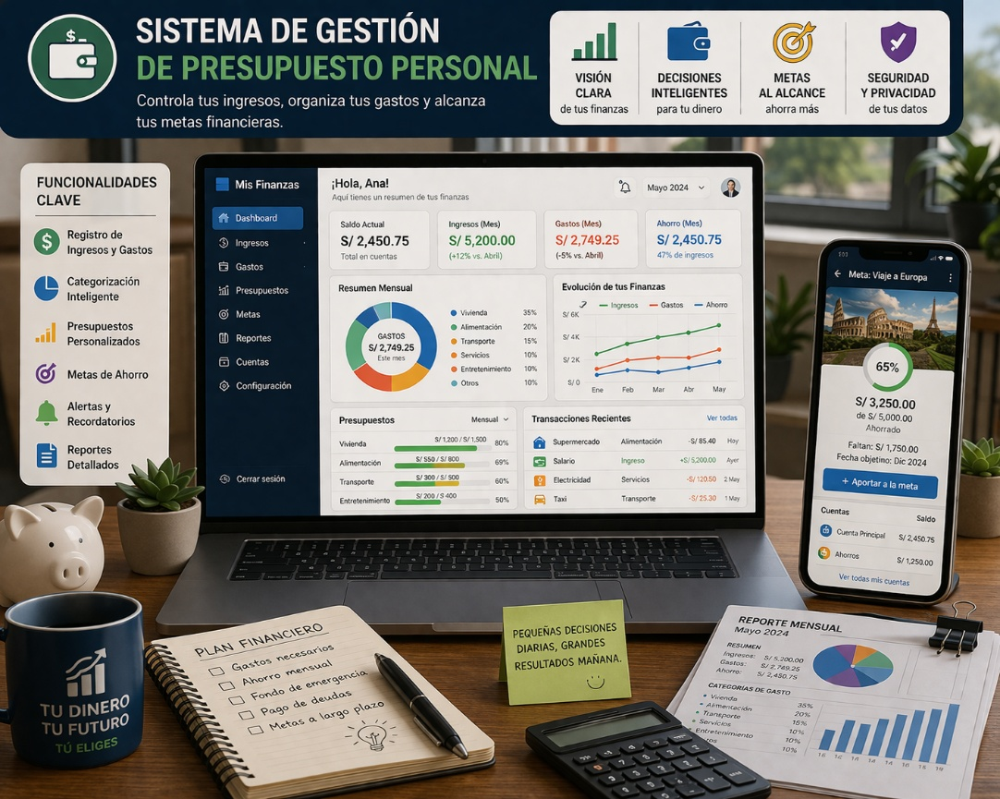 SISTEMA DE GESTIÓN
DE PRESUPUESTO PERSONAL
Controla tus ingresos, organiza tus gastos y alcanza
tus metas financieras.
VISIÓN
CLARA
de tus finanzas
DECISIONES
INTELIGENTES
para tu dinero
METAS
AL ALCANCE
ahorra más
SEGURIDAD
Y PRIVACIDAD
de tus datos
FUNCIONALIDADES
CLAVE
Registro de
Ingresos y Gastos
Categorización
Inteligente
Presupuestos
Personalizados
Metas de Ahorro
Alertas y
Recordatorios
Reportes
Detallados
Mis Finanzas
Dashboard
Ingresos
Gastos
Presupuestos
Metas
Reportes
Cuentas
Configuración
Cerrar sesión
¡Hola, Ana!
Aquí tienes un resumen de tus finanzas
Mayo 2024
Saldo Actual
S/ 2,450.75
Total en cuentas
Ingresos (Mes)
S/ 5,200.00
(+12% vs. Abril)
Gastos (Mes)
S/ 2,749.25
(-5% vs. Abril)
Ahorro (Mes)
S/ 2,450.75
47% de ingresos
Resumen Mensual
GASTOS
S/ 2,749.25
Este mes
Vivienda 35%
Alimentación 20%
Transporte 15%
Servicios 10%
Entretenimiento 10%
Otros 10%
Evolución de tus Finanzas
Ingresos Gastos Ahorro
S/ 6K
S/ 4K
S/ 2K
S/ 0
Ene Feb Mar Abr May
Presupuestos Mensual
Vivienda S/ 1,200 / S/ 1,500 80%
Alimentación S/ 550 / S/ 800 69%
Transporte S/ 300 / S/ 500 60%
Entretenimiento S/ 200 / S/ 400 50%
Transacciones Recientes Ver todas
Supermercado Alimentación -S/ 85.40 Hoy
Salario Ingreso +S/ 5,200.00 Ayer
Electricidad Servicios -S/ 120.50 2 May
Taxi Transporte -S/ 25.30 1 May
Meta: Viaje a Europa
65%
S/ 3,250.00
de S/ 5,000.00
Ahorrado
Faltan: S/ 1,750.00
Fecha objetino: Dic 2024
+ Aportar a la meta
Cuentas Saldo
Cuenta Principal S/ 2,450.75
Ahorros S/ 1,250.00
Ver todas mis cuentas
TU DINERO
TU FUTURO
TÚ ELIGES
PLAN FINANCIERO
Gastos necesarios
Ahorro mensual
Fondo de emergencia
Pago de deudas
Metas a largo plazo
PEQUEÑAS DECISIONES
DIARIAS, GRANDES
RESULTADOS MAÑANA.
REPORTE MENSUAL
Mayo 2024
RESUMEN
Ingresos: S/ 5,200.00
Gastos: S/ 2,749.25
Ahorro: S/ 2,450.75
CATEGORÍAS DE GASTO
Vivenda 35%
Alimentación 20%
Transporte 15%
Servicios 10%
Entretenimiento 10%
10%